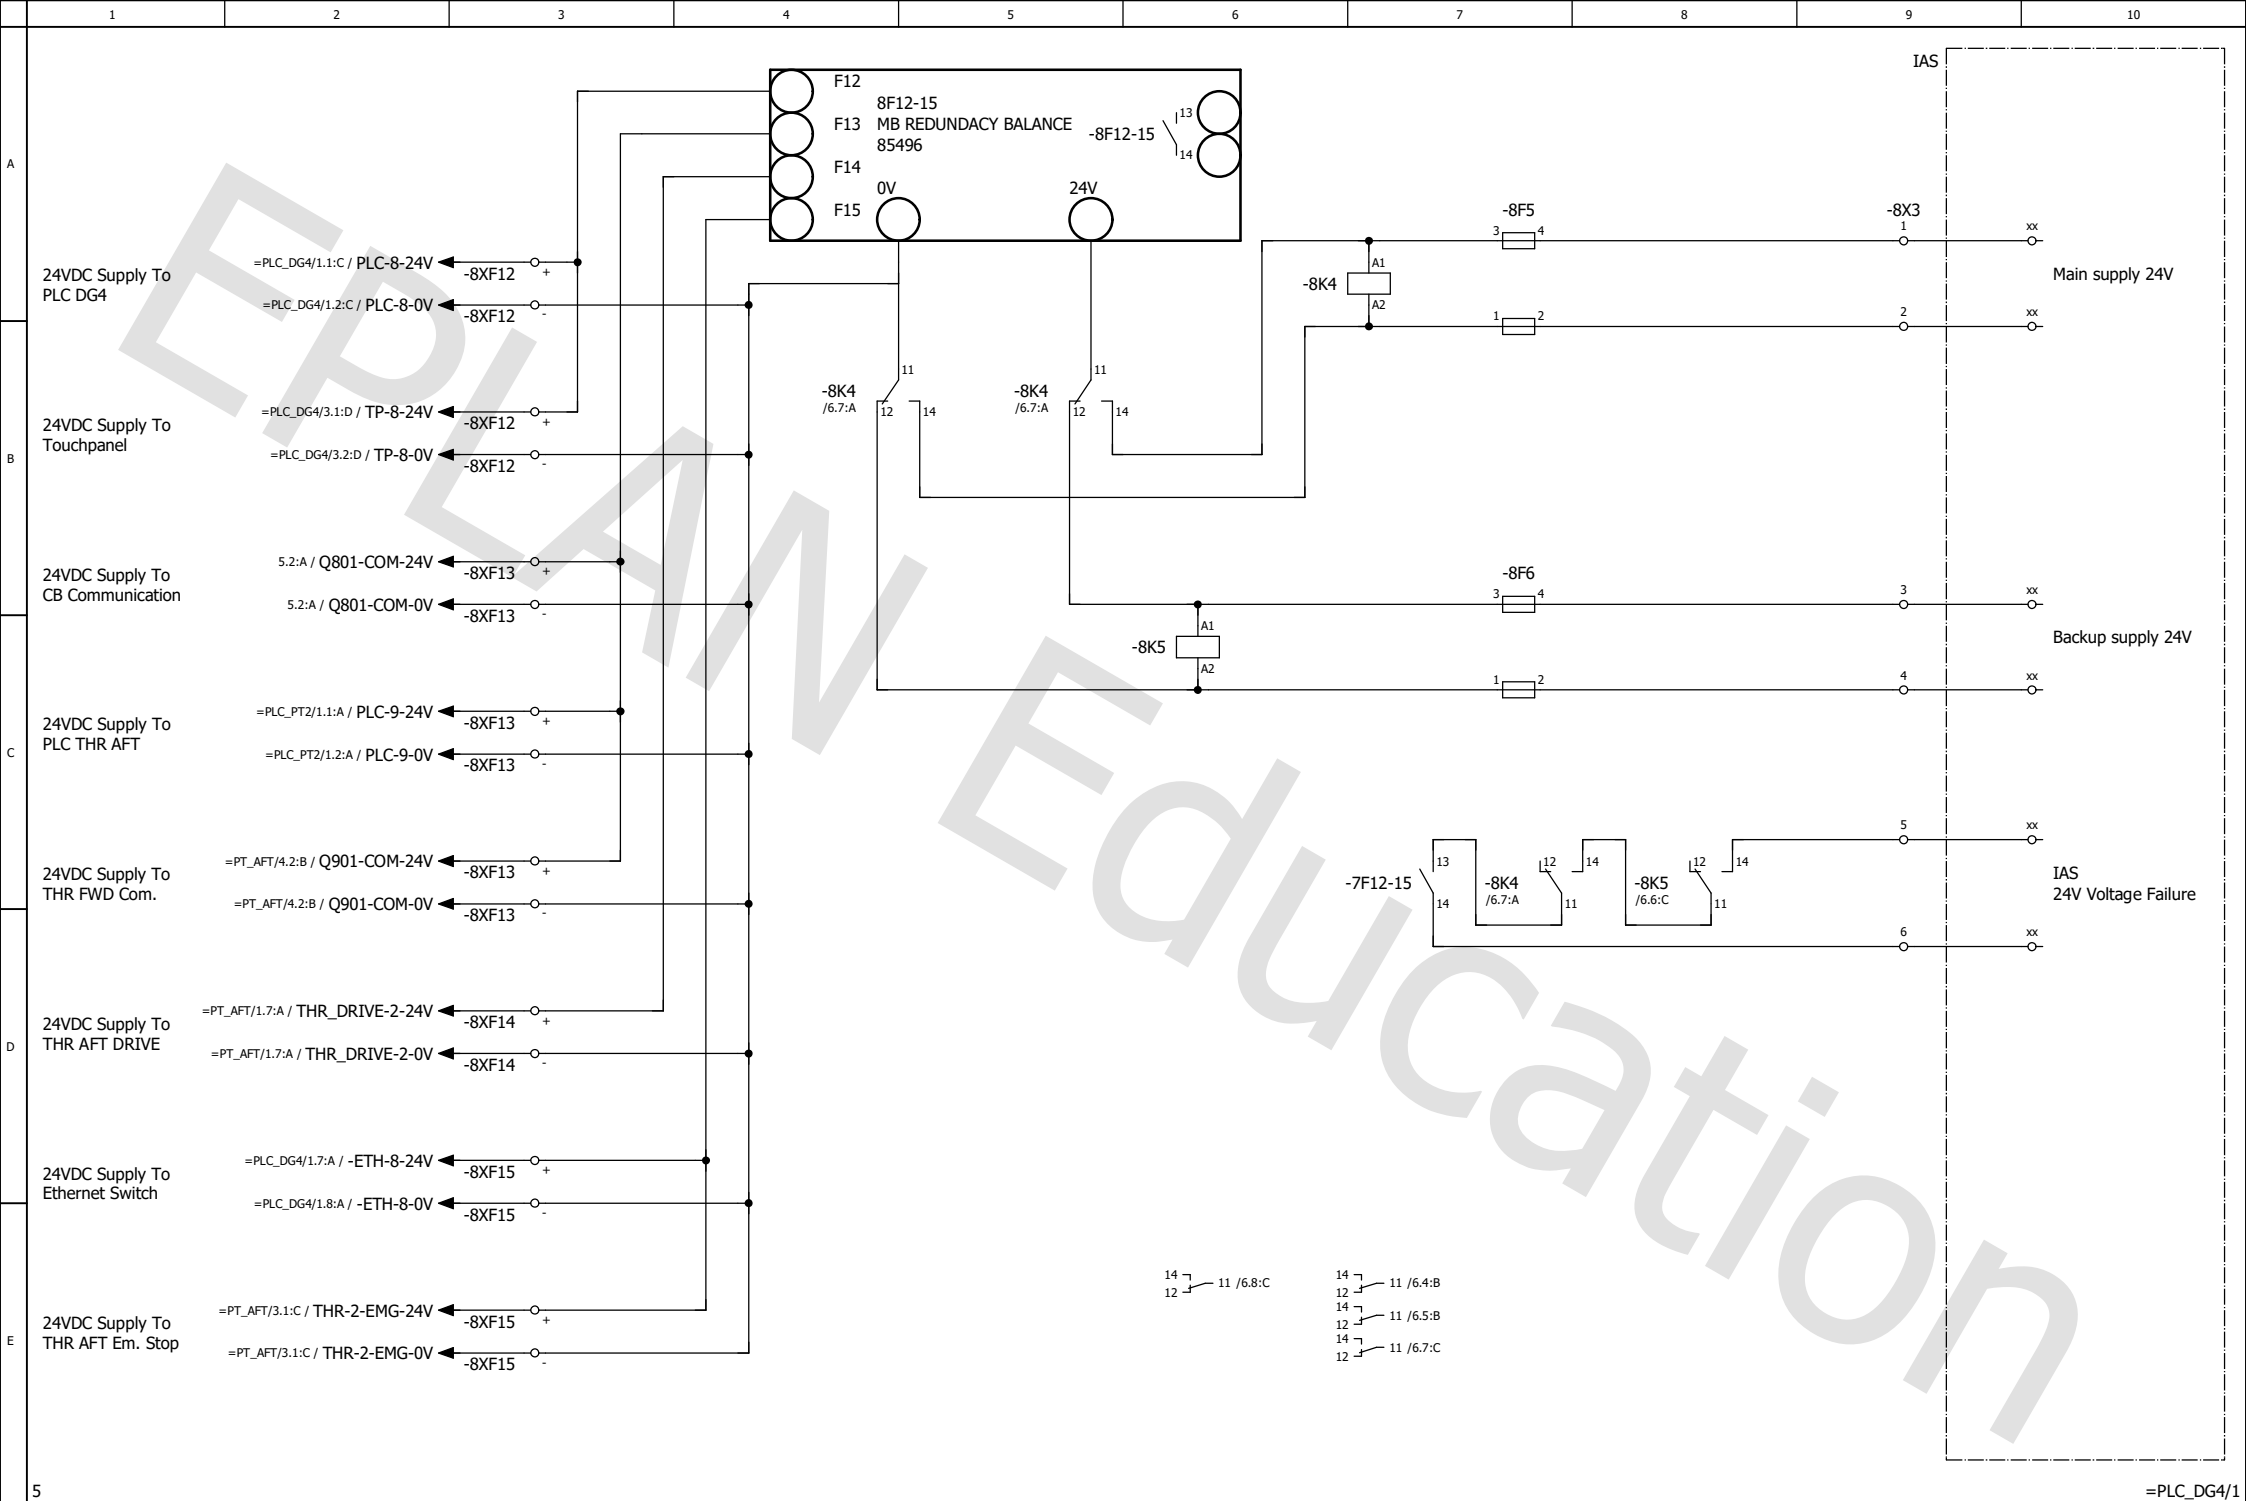 1 2 3 4 5 6 7 8 9 10
A
B
C
D
E
EPLAN Education
F12
F13
F14
F15
8F12-15
MB REDUNDACY BALANCE
85496
0V
24V
-8F12-15
13
14
IAS
24VDC Supply To
PLC DG4
=PLC_DG4/1.1:C / PLC-8-24V
-8XF12 +
=PLC_DG4/1.2:C / PLC-8-0V
-8XF12 -
24VDC Supply To
Touchpanel
=PLC_DG4/3.1:D / TP-8-24V
-8XF12 +
=PLC_DG4/3.2:D / TP-8-0V
-8XF12 -
24VDC Supply To
CB Communication
5.2:A / Q801-COM-24V
-8XF13 +
5.2:A / Q801-COM-0V
-8XF13 -
24VDC Supply To
PLC THR AFT
=PLC_PT2/1.1:A / PLC-9-24V
-8XF13 +
=PLC_PT2/1.2:A / PLC-9-0V
-8XF13 -
24VDC Supply To
THR FWD Com.
=PT_AFT/4.2:B / Q901-COM-24V
-8XF13 +
=PT_AFT/4.2:B / Q901-COM-0V
-8XF13 -
24VDC Supply To
THR AFT DRIVE
=PT_AFT/1.7:A / THR_DRIVE-2-24V
-8XF14 +
=PT_AFT/1.7:A / THR_DRIVE-2-0V
-8XF14 -
24VDC Supply To
Ethernet Switch
=PLC_DG4/1.7:A / -ETH-8-24V
-8XF15 +
=PLC_DG4/1.8:A / -ETH-8-0V
-8XF15 -
24VDC Supply To
THR AFT Em. Stop
=PT_AFT/3.1:C / THR-2-EMG-24V
-8XF15 +
=PT_AFT/3.1:C / THR-2-EMG-0V
-8XF15 -
-8K4
/6.7:A
11
12 14
-8K4
/6.7:A
11
12 14
-8K4
A1
A2
-8F5
3 4
1 2
-8X3
1 xx
Main supply 24V
2 xx
-8K5
A1
A2
-8F6
3 4
1 2
3 xx
Backup supply 24V
4 xx
-7F12-15
13
14
-8K4
/6.7:A
12 14
11
-8K5
/6.6:C
12 14
11
5 xx
IAS
24V Voltage Failure
6 xx
14
12
11 /6.8:C
14
12
11 /6.4:B
14
12
11 /6.5:B
14
12
11 /6.7:C
5
=PLC_DG4/1